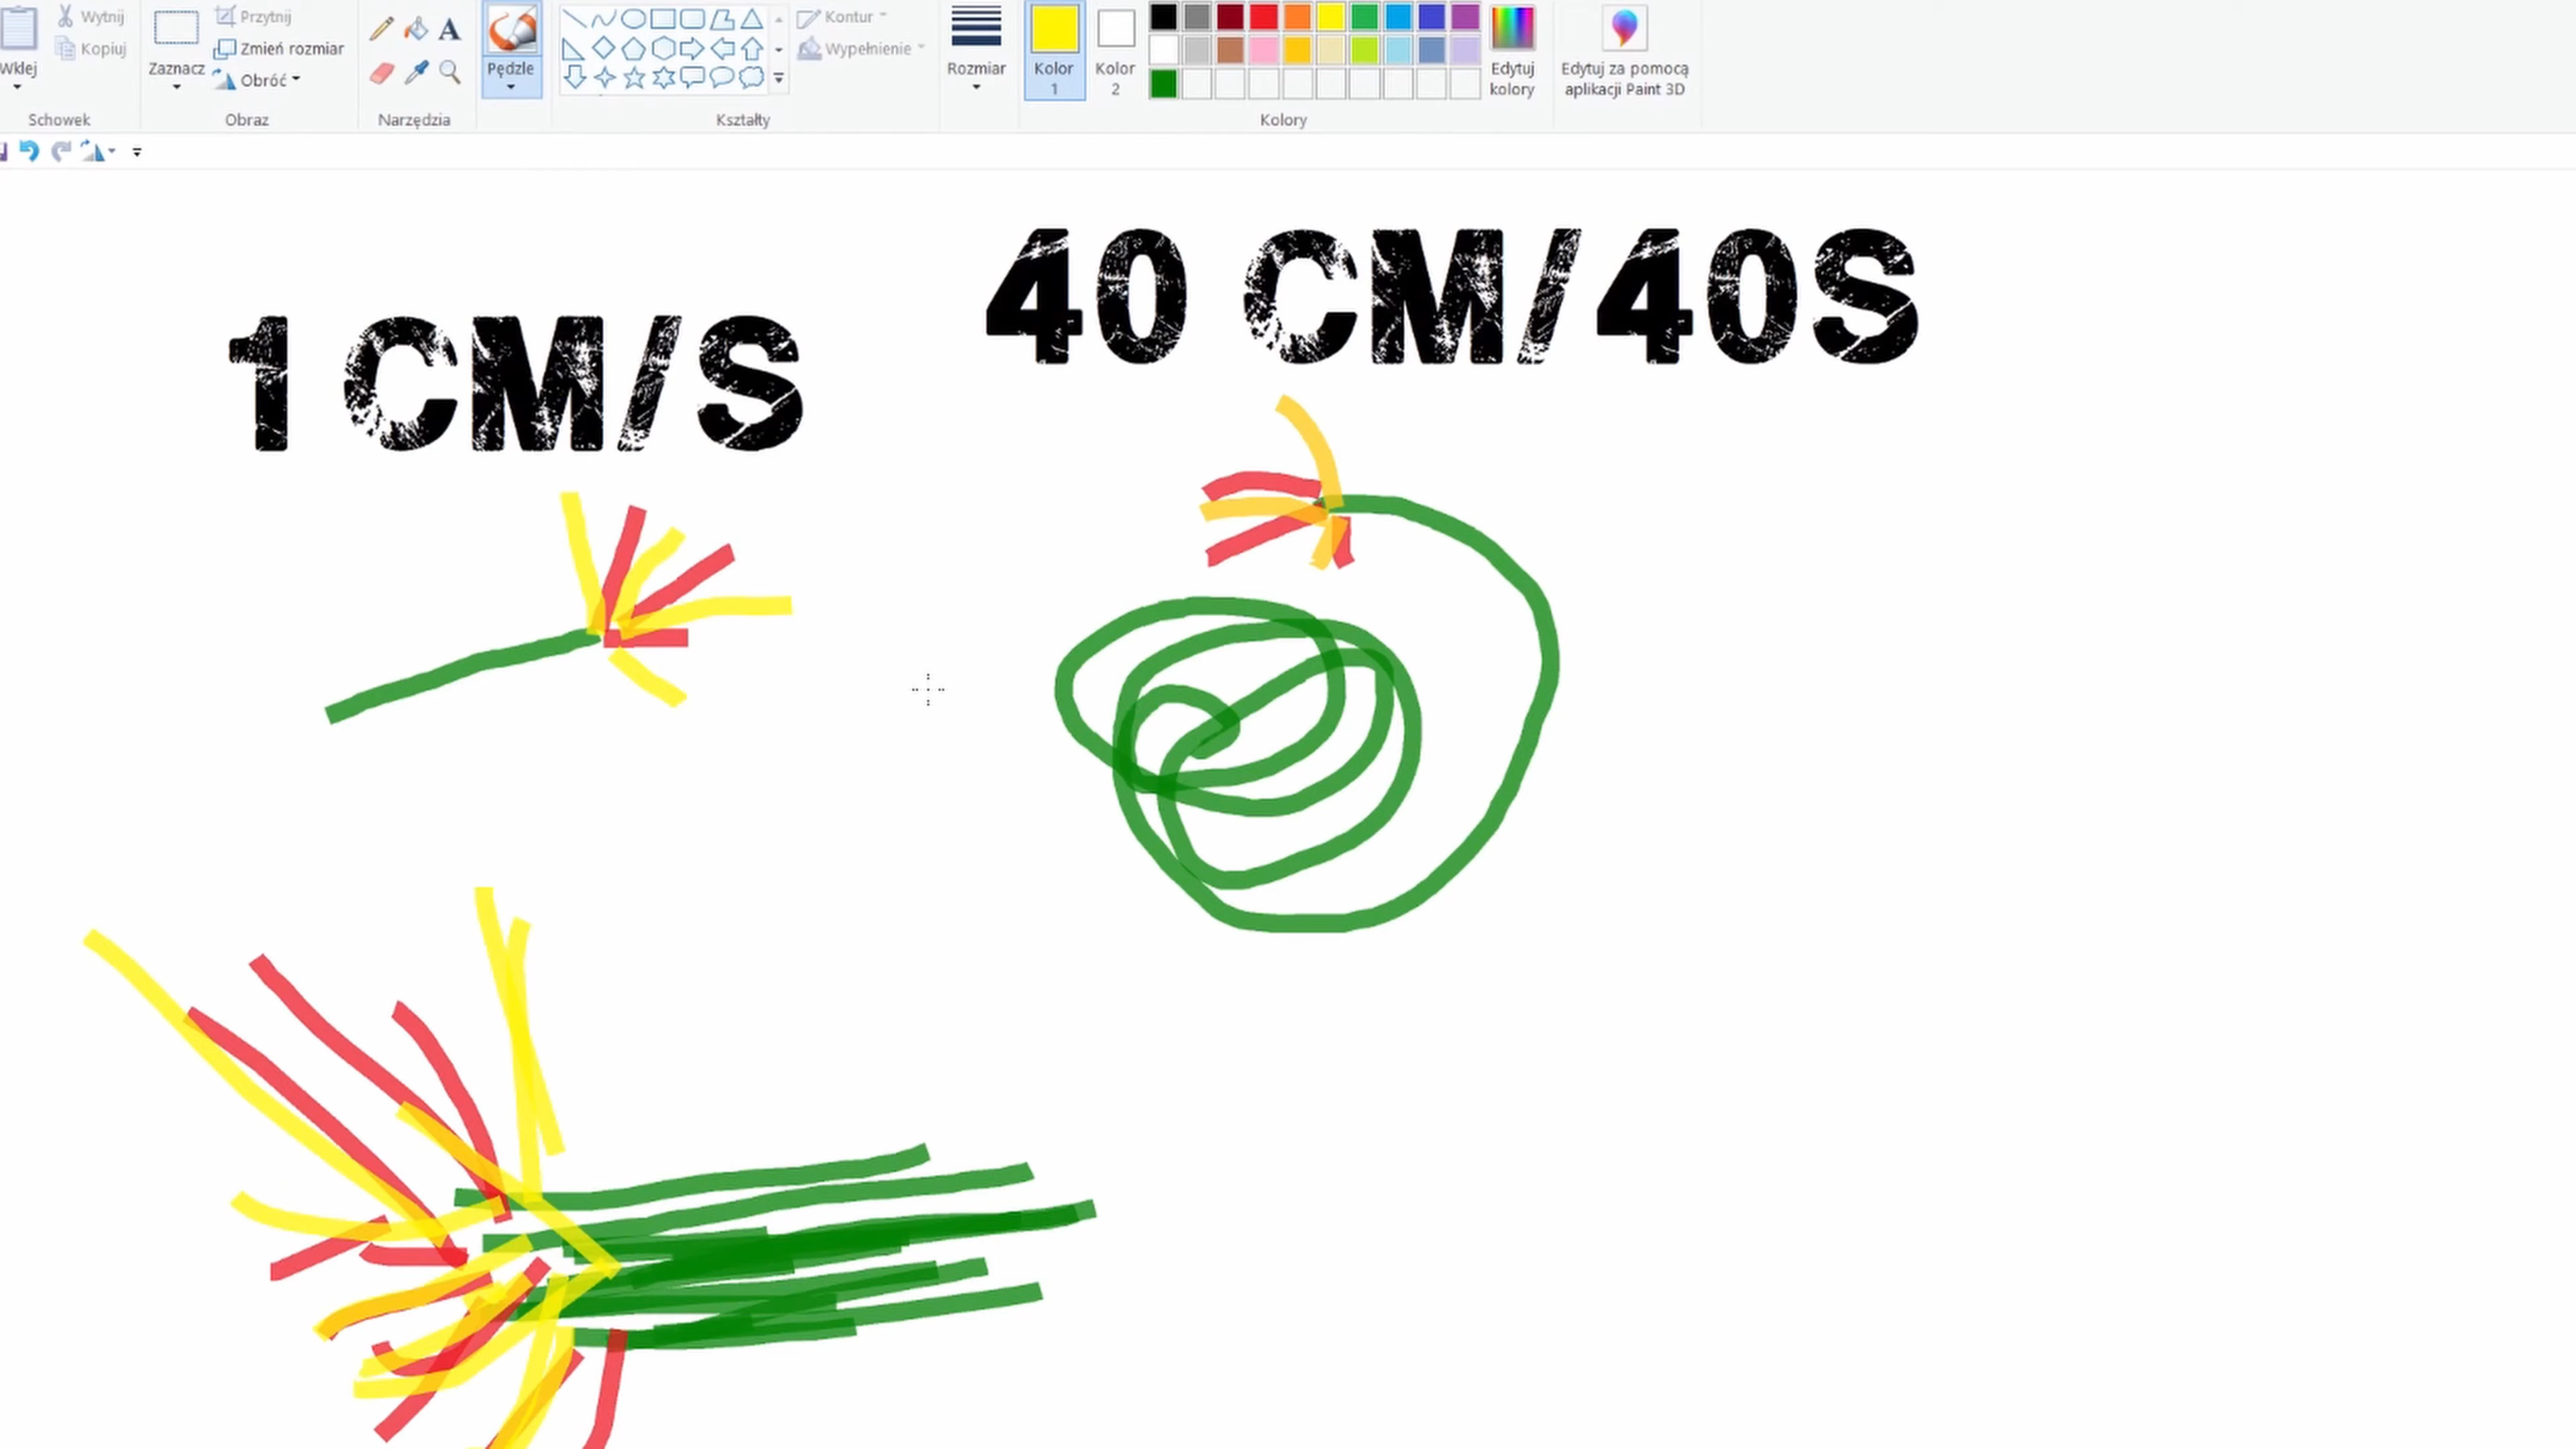 Wklej
Wytnij
Kopiuj
Schowek
Zaznacz
Przytnij
Zmień rozmiar
Obróć
Obraz
A
Narzędzia
Pędzle
Kontur
Wypełnienie
Kształty
Rozmiar
Kolor
1
Kolor
2
Edytuj
kolory
Kolory
Edytuj za pomocą
aplikacji Paint 3D
1 CM/S
40 CM/40S